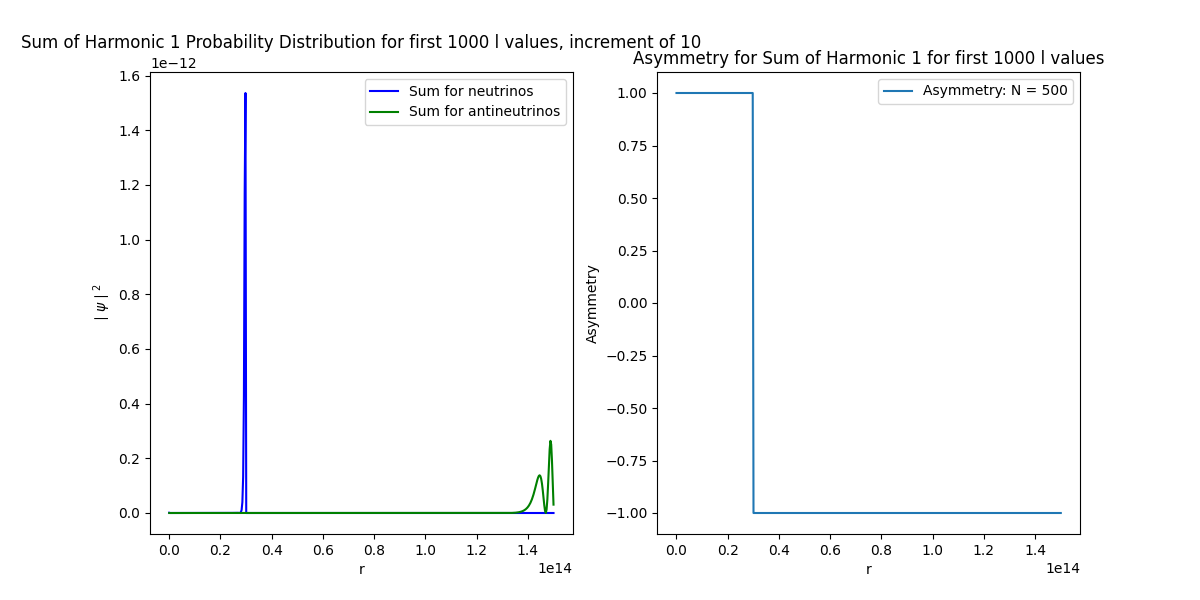 Sum of Harmonic 1 Probability Distribution for first 1000 l values, increment of 10
1e−12
Sum for neutrinos
Sum for antineutrinos
1.6
1.4
1.2
1.0
0.8
0.6
0.4
0.2
0.0
| ψ | 2
0.0 0.2 0.4 0.6 0.8 1.0 1.2 1.4
1e14
r
Asymmetry for Sum of Harmonic 1 for first 1000 l values
Asymmetry: N = 500
1.00
0.75
0.50
0.25
0.00
−0.25
−0.50
−0.75
−1.00
Asymmetry
0.0 0.2 0.4 0.6 0.8 1.0 1.2 1.4
1e14
r